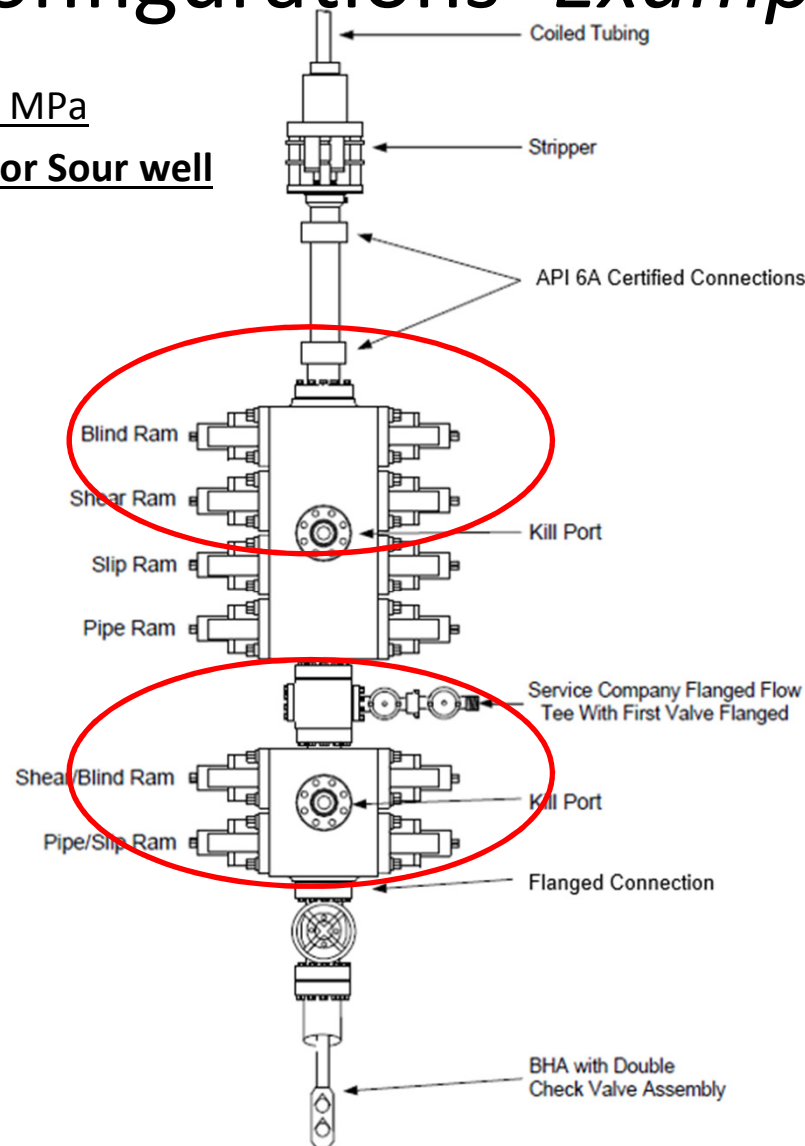 onfigurations
Examp
Coiled Tubing
MPa
Stripper
or Sour well
API 6A Certified Connections
Blind Ram
Shear Ram
Kill Port
Slip Ram
Pipe Ram
Service Company Flanged Flow
Tee With First Valve Flanged
Shear/Blind Ram
Kill Port
Pipe/Slip Ram
Flanged Connection
BHA with Double
Check Valve Assembly